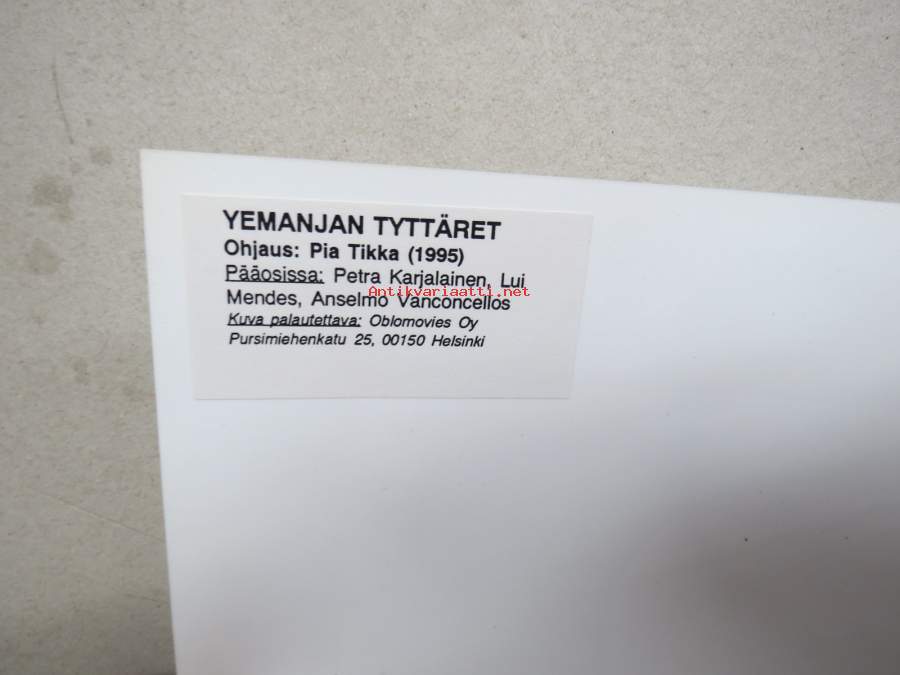 YEMANJAN TYTTÄRET
Ohjaus: Pia Tikka (1995)
Pääosissa: Petra Karjalainen, Lui
Antikvariaatti.net
Mendes, Anselmo Vanconcellos
Kuva palautettava: Oblomovies Oy
Pursimiehenkatu 25, 00150 Helsinki